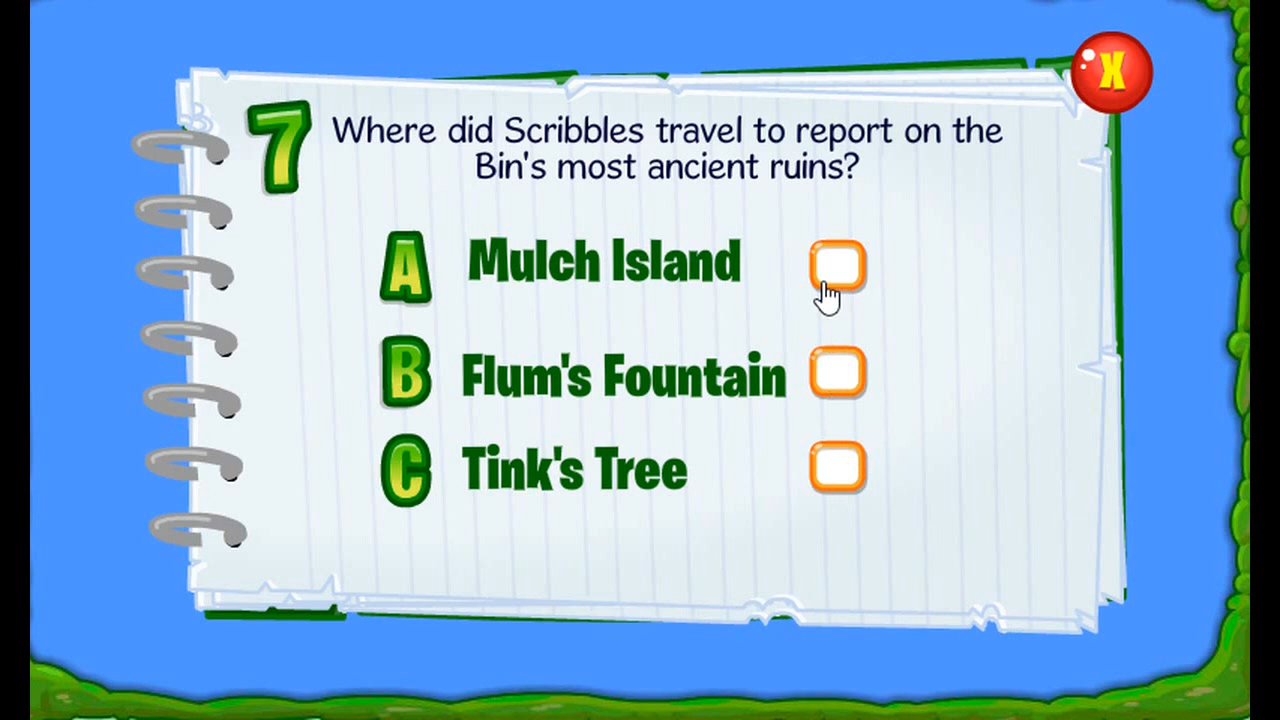 7 Where did Scribbles travel to report on the
Bin's most ancient ruins?
A Mulch Island
B Flum's Fountain
C Tink's Tree
X